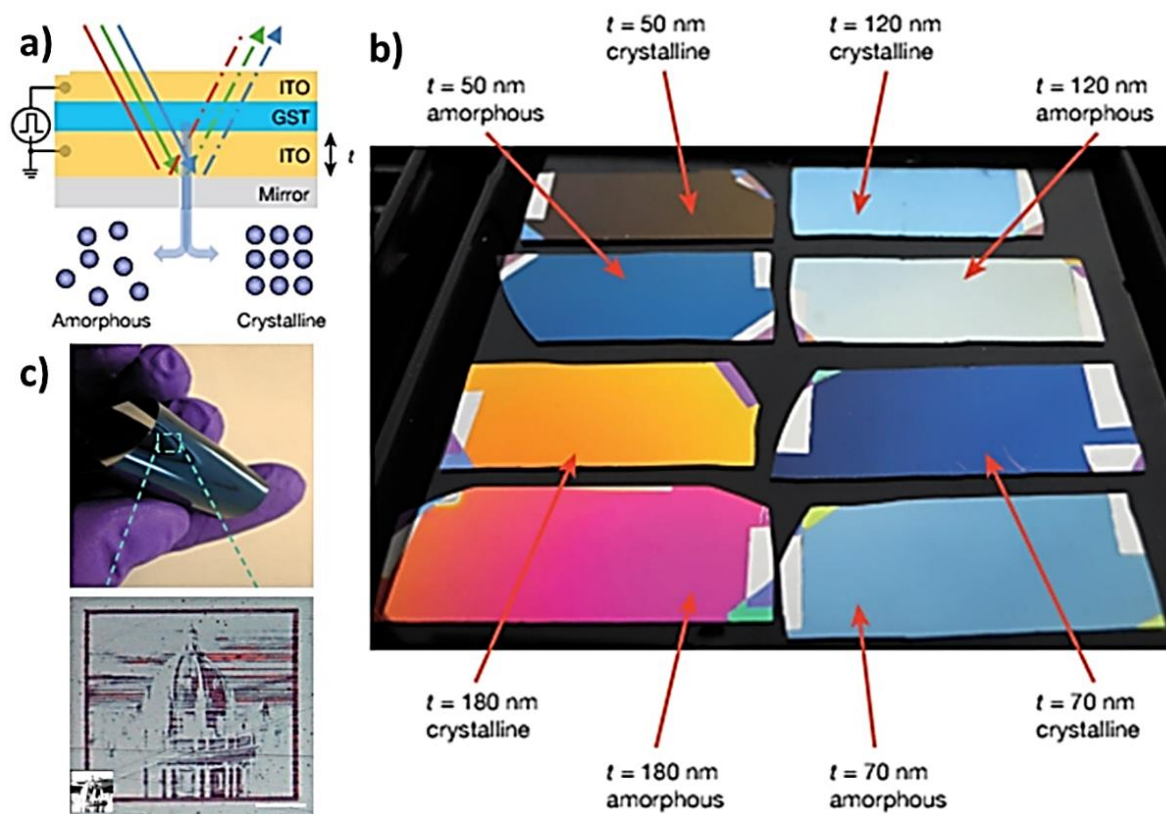 a)
ITO
GST
ITO
t
Mirror
Amorphous
Crystalline
b)
t = 50 nm
crystalline
t = 120 nm
crystalline
t = 50 nm
amorphous
t = 120 nm
amorphous
c)
t = 180 nm
crystalline
t = 70 nm
crystalline
t = 180 nm
amorphous
t = 70 nm
amorphous